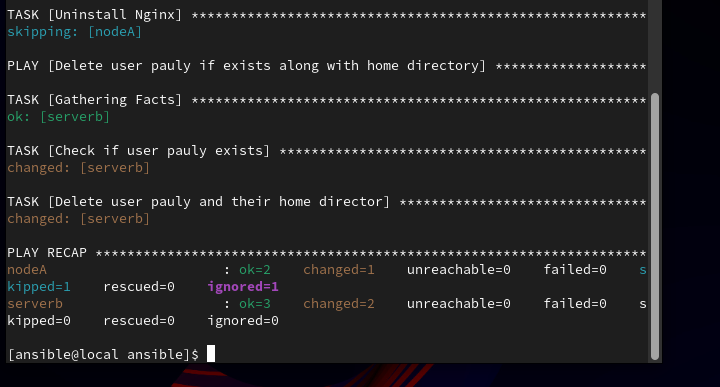 TASK [Uninstall Nginx] *********************************************************
skipping: [nodeA]
PLAY [Delete user pauly if exists along with home directory] *******************
TASK [Gathering Facts] *********************************************************
ok: [serverb]
TASK [Check if user pauly exists] **********************************************
changed: [serverb]
TASK [Delete user pauly and their home director] *******************************
changed: [serverb]
PLAY RECAP *********************************************************************
nodeA                      : ok=2    changed=1    unreachable=0    failed=0    s
kipped=1    rescued=0    ignored=1
serverb                    : ok=3    changed=2    unreachable=0    failed=0    s
kipped=0    rescued=0    ignored=0
[ansible@local ansible]$